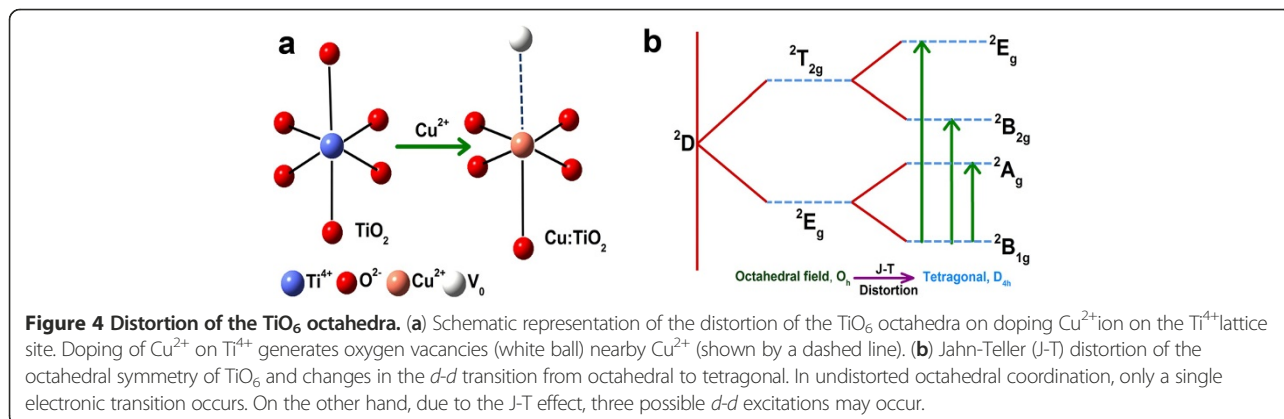 a
Cu²⁺
TiO₂
Cu:TiO₂
Ti⁴⁺ O²⁻ Cu²⁺ V₀
b
²D
²T₂g
²Eg
²Eg
²B₂g
²Ag
²B₁g
Octahedral field, Oₕ J-T Distortion Tetragonal, D₄ₕ
Figure 4 Distortion of the TiO₆ octahedra. (a) Schematic representation of the distortion of the TiO₆ octahedra on doping Cu²⁺ion on the Ti⁴⁺lattice
site. Doping of Cu²⁺ on Ti⁴⁺ generates oxygen vacancies (white ball) nearby Cu²⁺ (shown by a dashed line). (b) Jahn-Teller (J-T) distortion of the
octahedral symmetry of TiO₆ and changes in the d-d transition from octahedral to tetragonal. In undistorted octahedral coordination, only a single
electronic transition occurs. On the other hand, due to the J-T effect, three possible d-d excitations may occur.